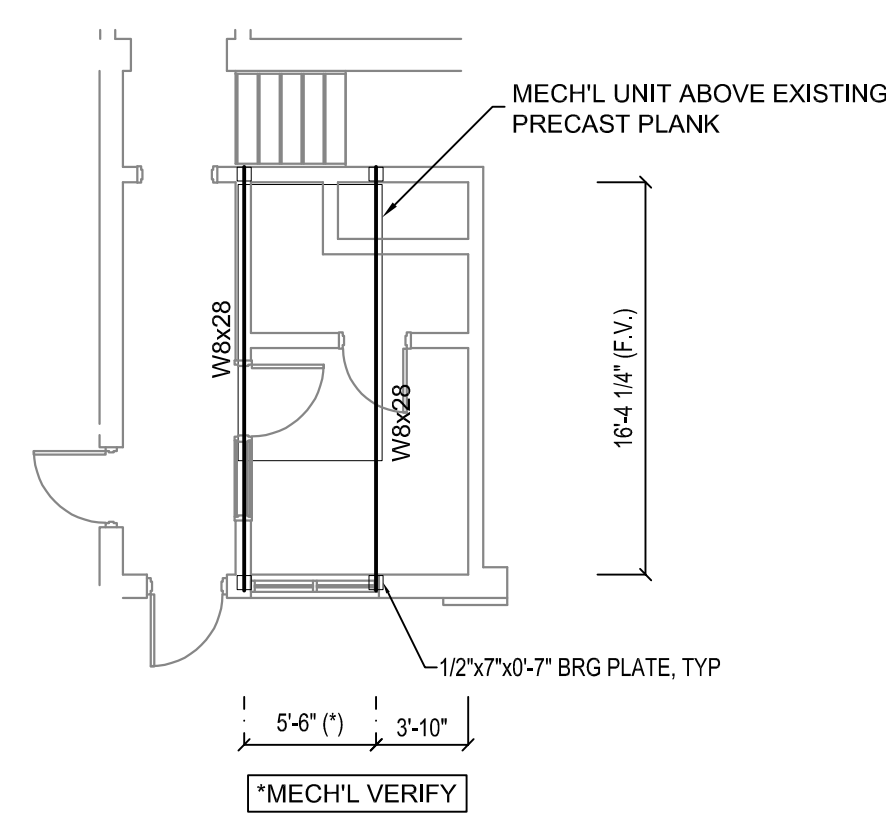 MECH'L UNIT ABOVE EXISTING
PRECAST PLANK
W8x28
W8x28
16'-4 1/4" (F.V.)
1/2"x7"x0'-7" BRG PLATE, TYP
5'-6" (*)
3'-10"
*MECH'L VERIFY